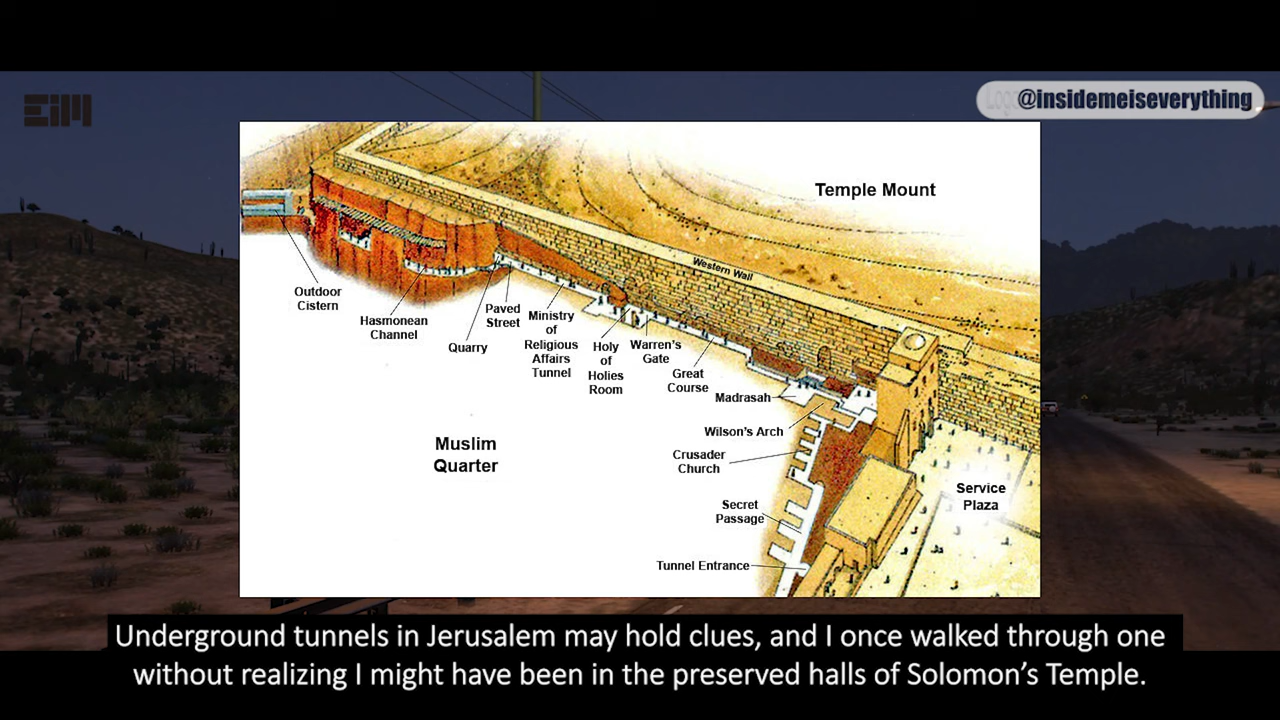 EiM
@insidemeiseverything
Temple Mount
Western Wall
Outdoor
Cistern
Hasmonean
Channel
Quarry
Paved
Street
Ministry
of
Religious
Affairs
Tunnel
Holy
of
Holies
Room
Warren's
Gate
Great
Course
Madrasah
Wilson's Arch
Crusader
Church
Secret
Passage
Tunnel Entrance
Muslim
Quarter
Service
Plaza
Underground tunnels in Jerusalem may hold clues, and I once walked through one
without realizing I might have been in the preserved halls of Solomon's Temple.